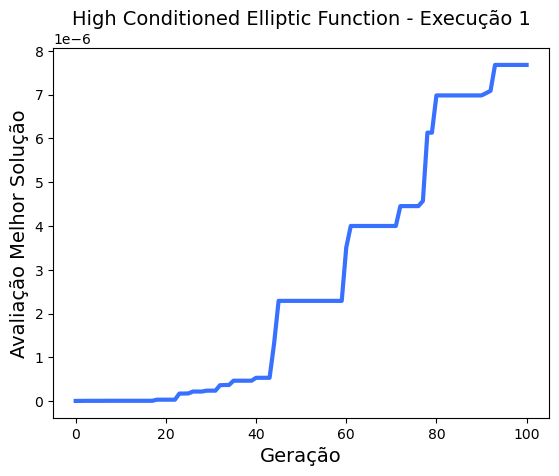 High Conditioned Elliptic Function - Execução 1
1e−6
8
7
6
5
4
3
2
1
0
Avaliação Melhor Solução
0 20 40 60 80 100
Geração